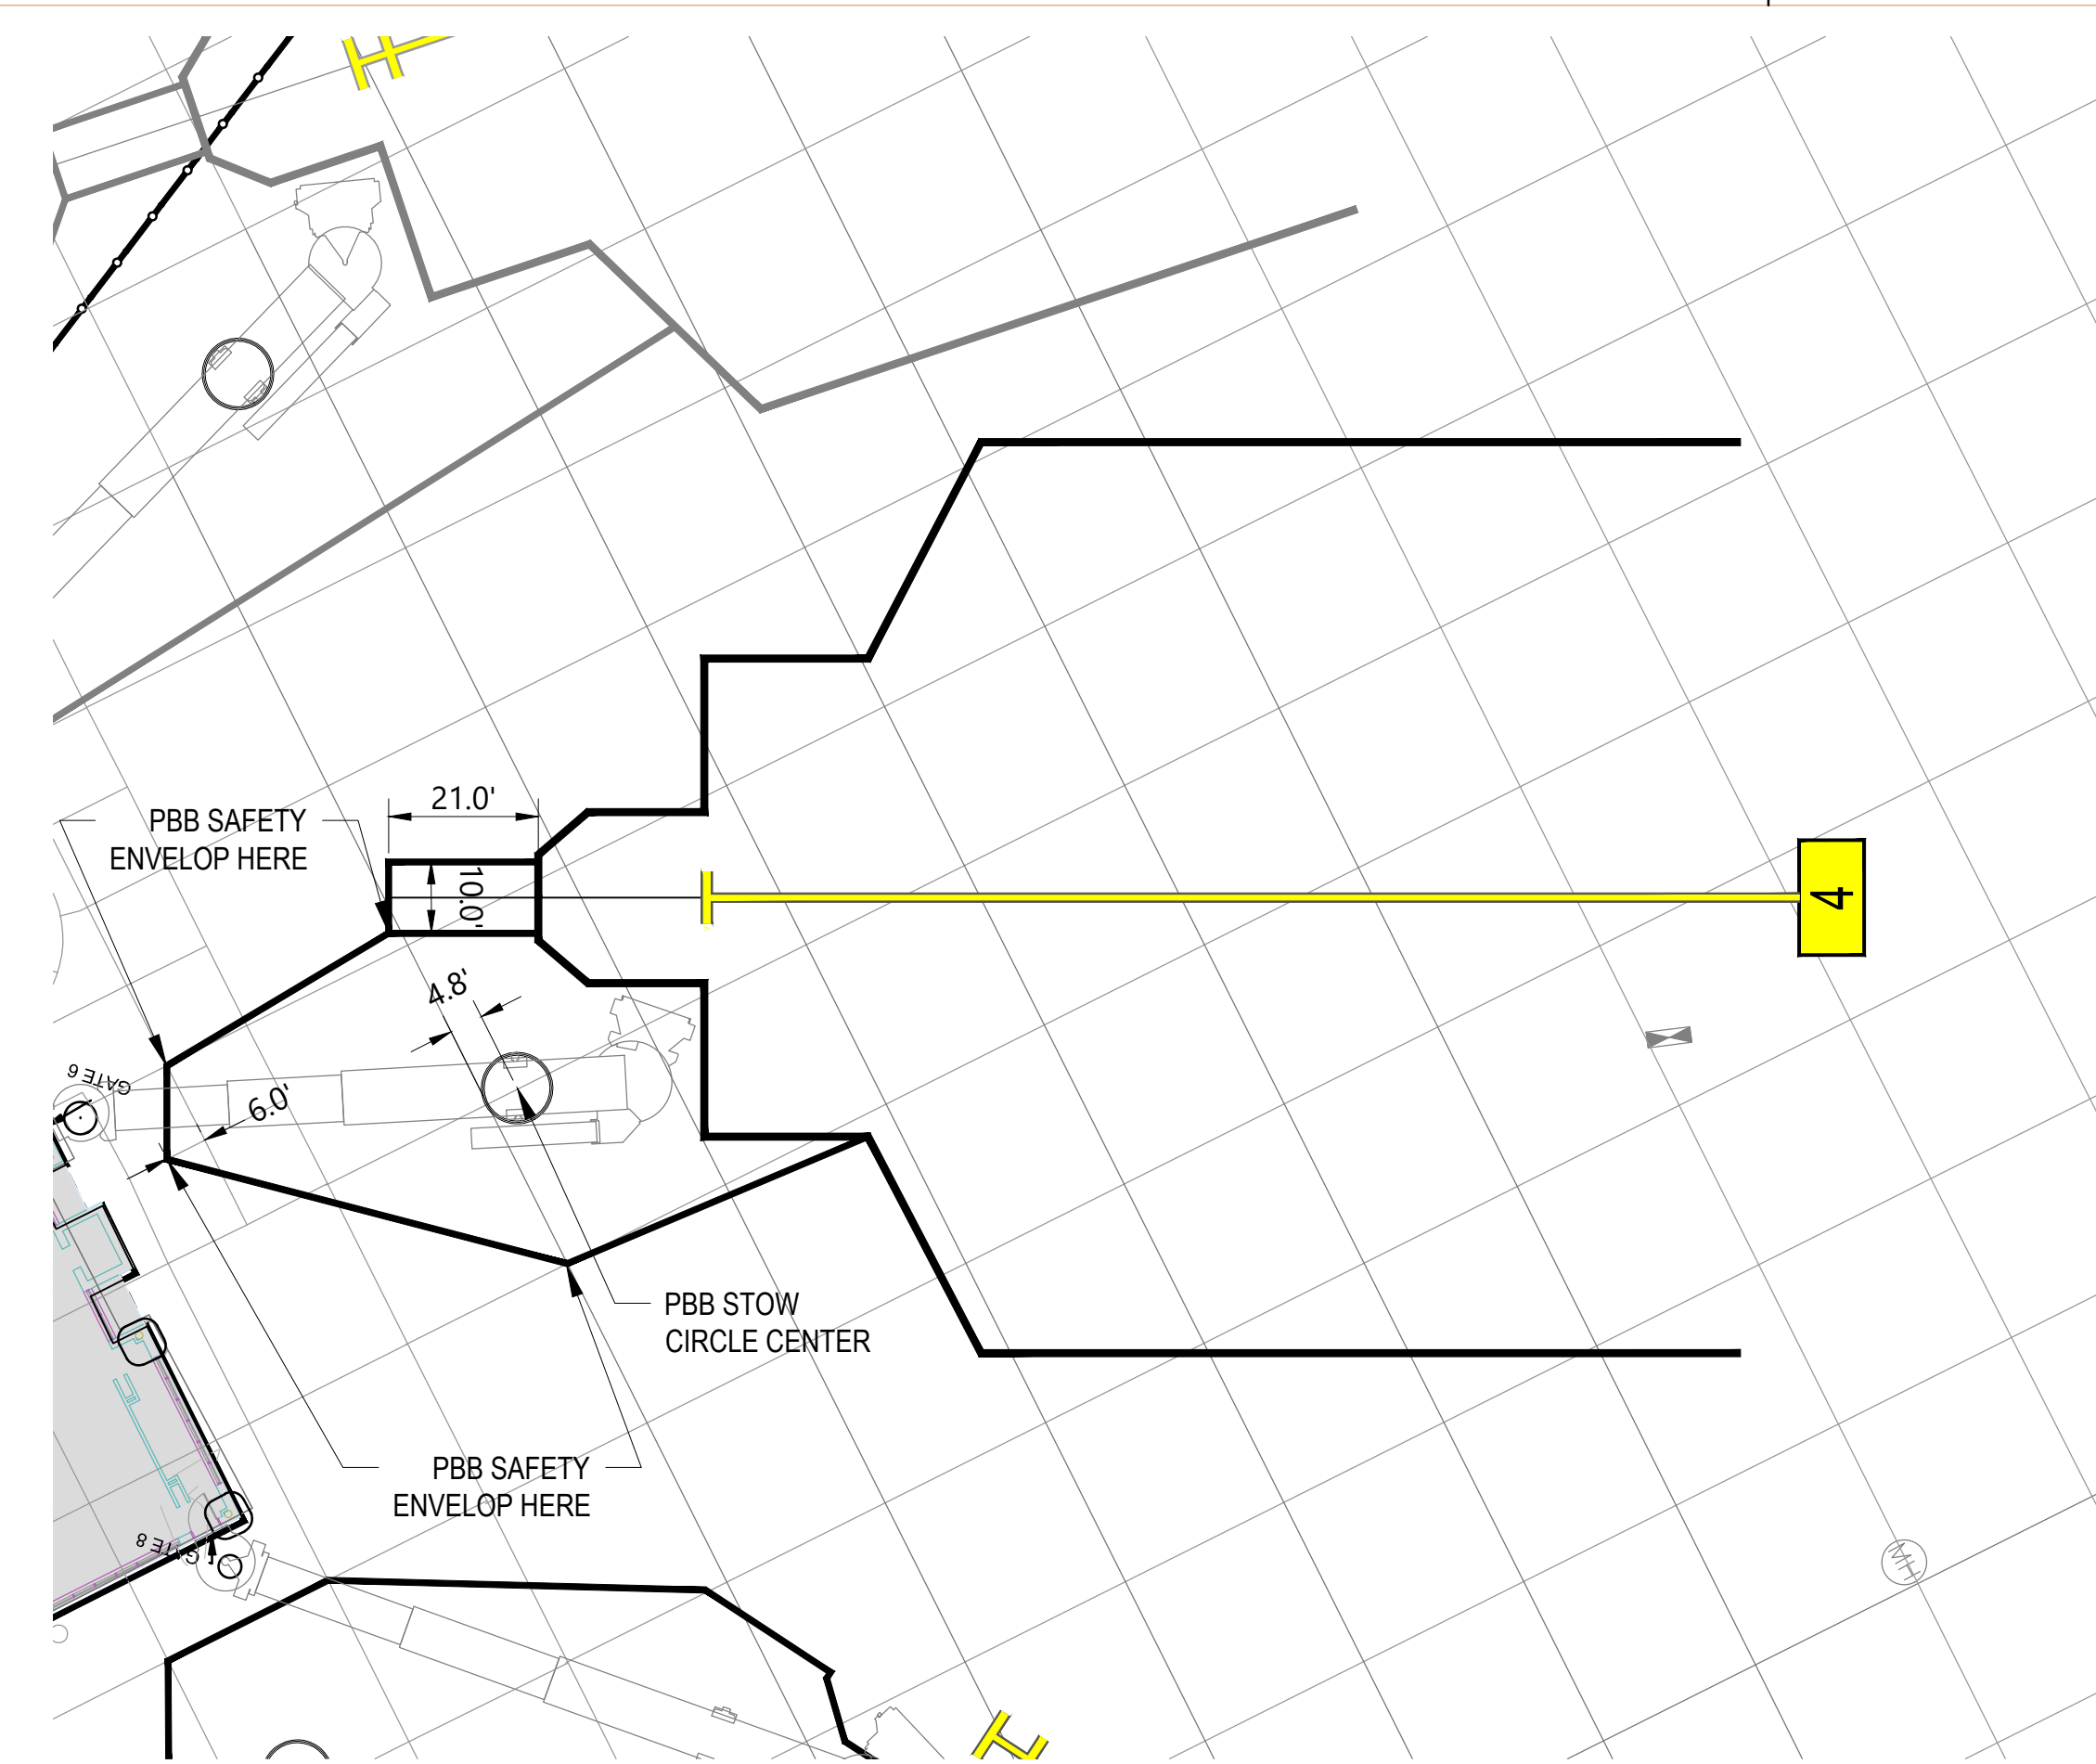 21.0'
PBB SAFETY
ENVELOP HERE
10.0'
4
4.8'
GATE 6
6.0'
PBB STOW
CIRCLE CENTER
PBB SAFETY
ENVELOP HERE
GATE 8